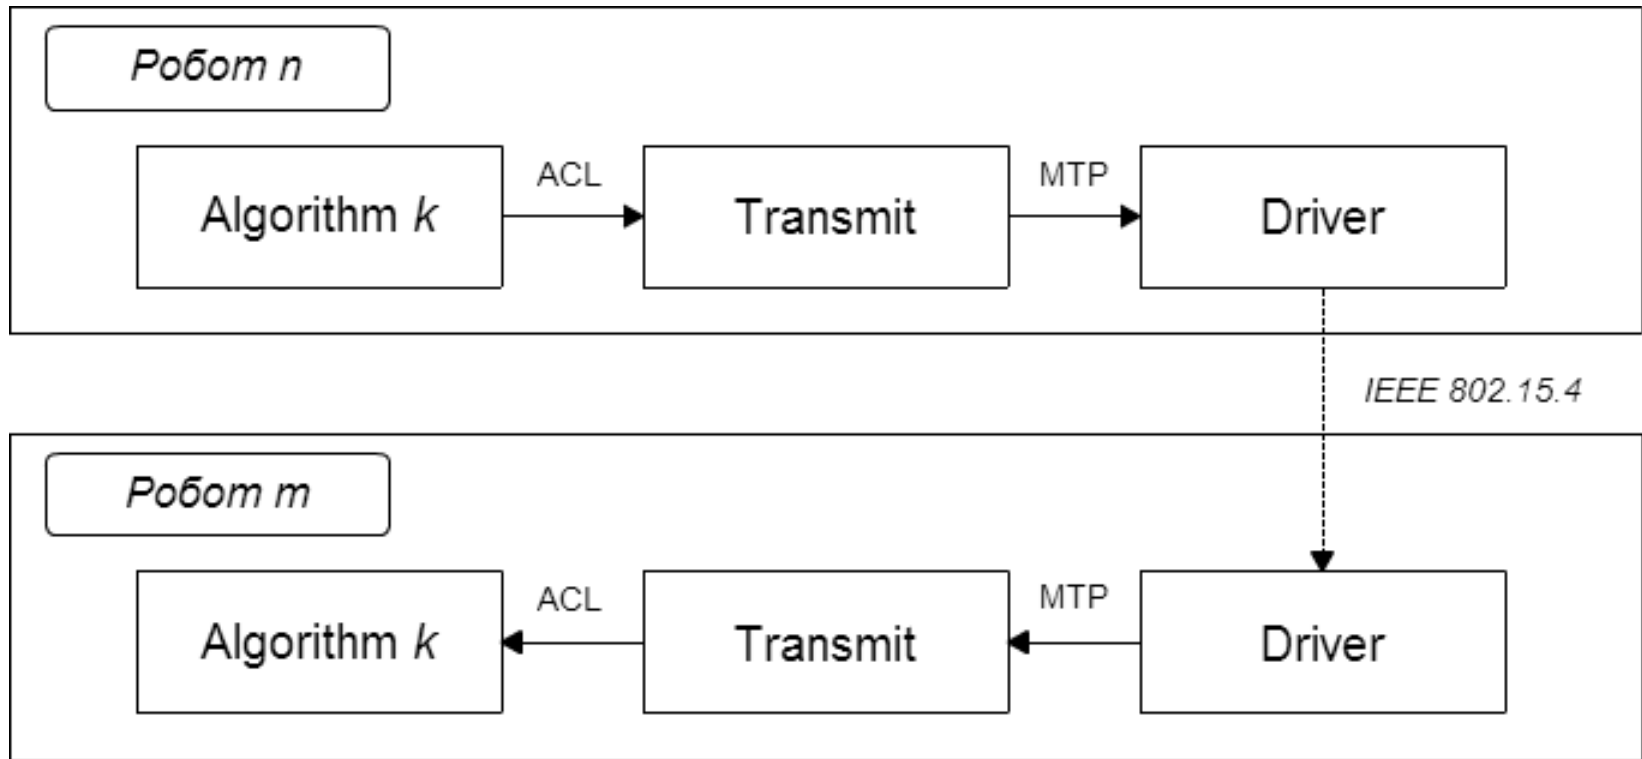 Робот n
ACL
MTP
Algorithm k
Transmit
Driver
IEEE 802.15.4
Робот m
ACL
MTP
Algorithm k
Transmit
Driver